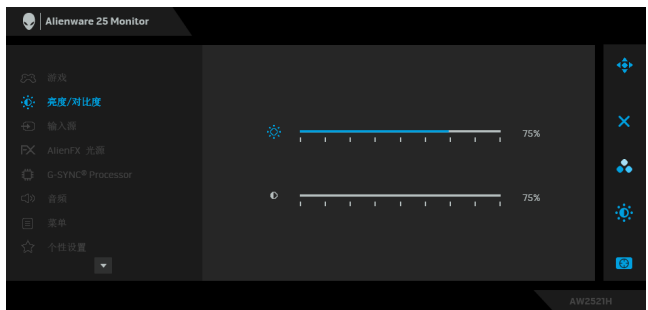 Alienware 25 Monitor
游戏
亮度/对比度
输入源
AlienFX 光源
G-SYNC® Processor
音频
菜单
个性设置
75%
75%
AW2521H